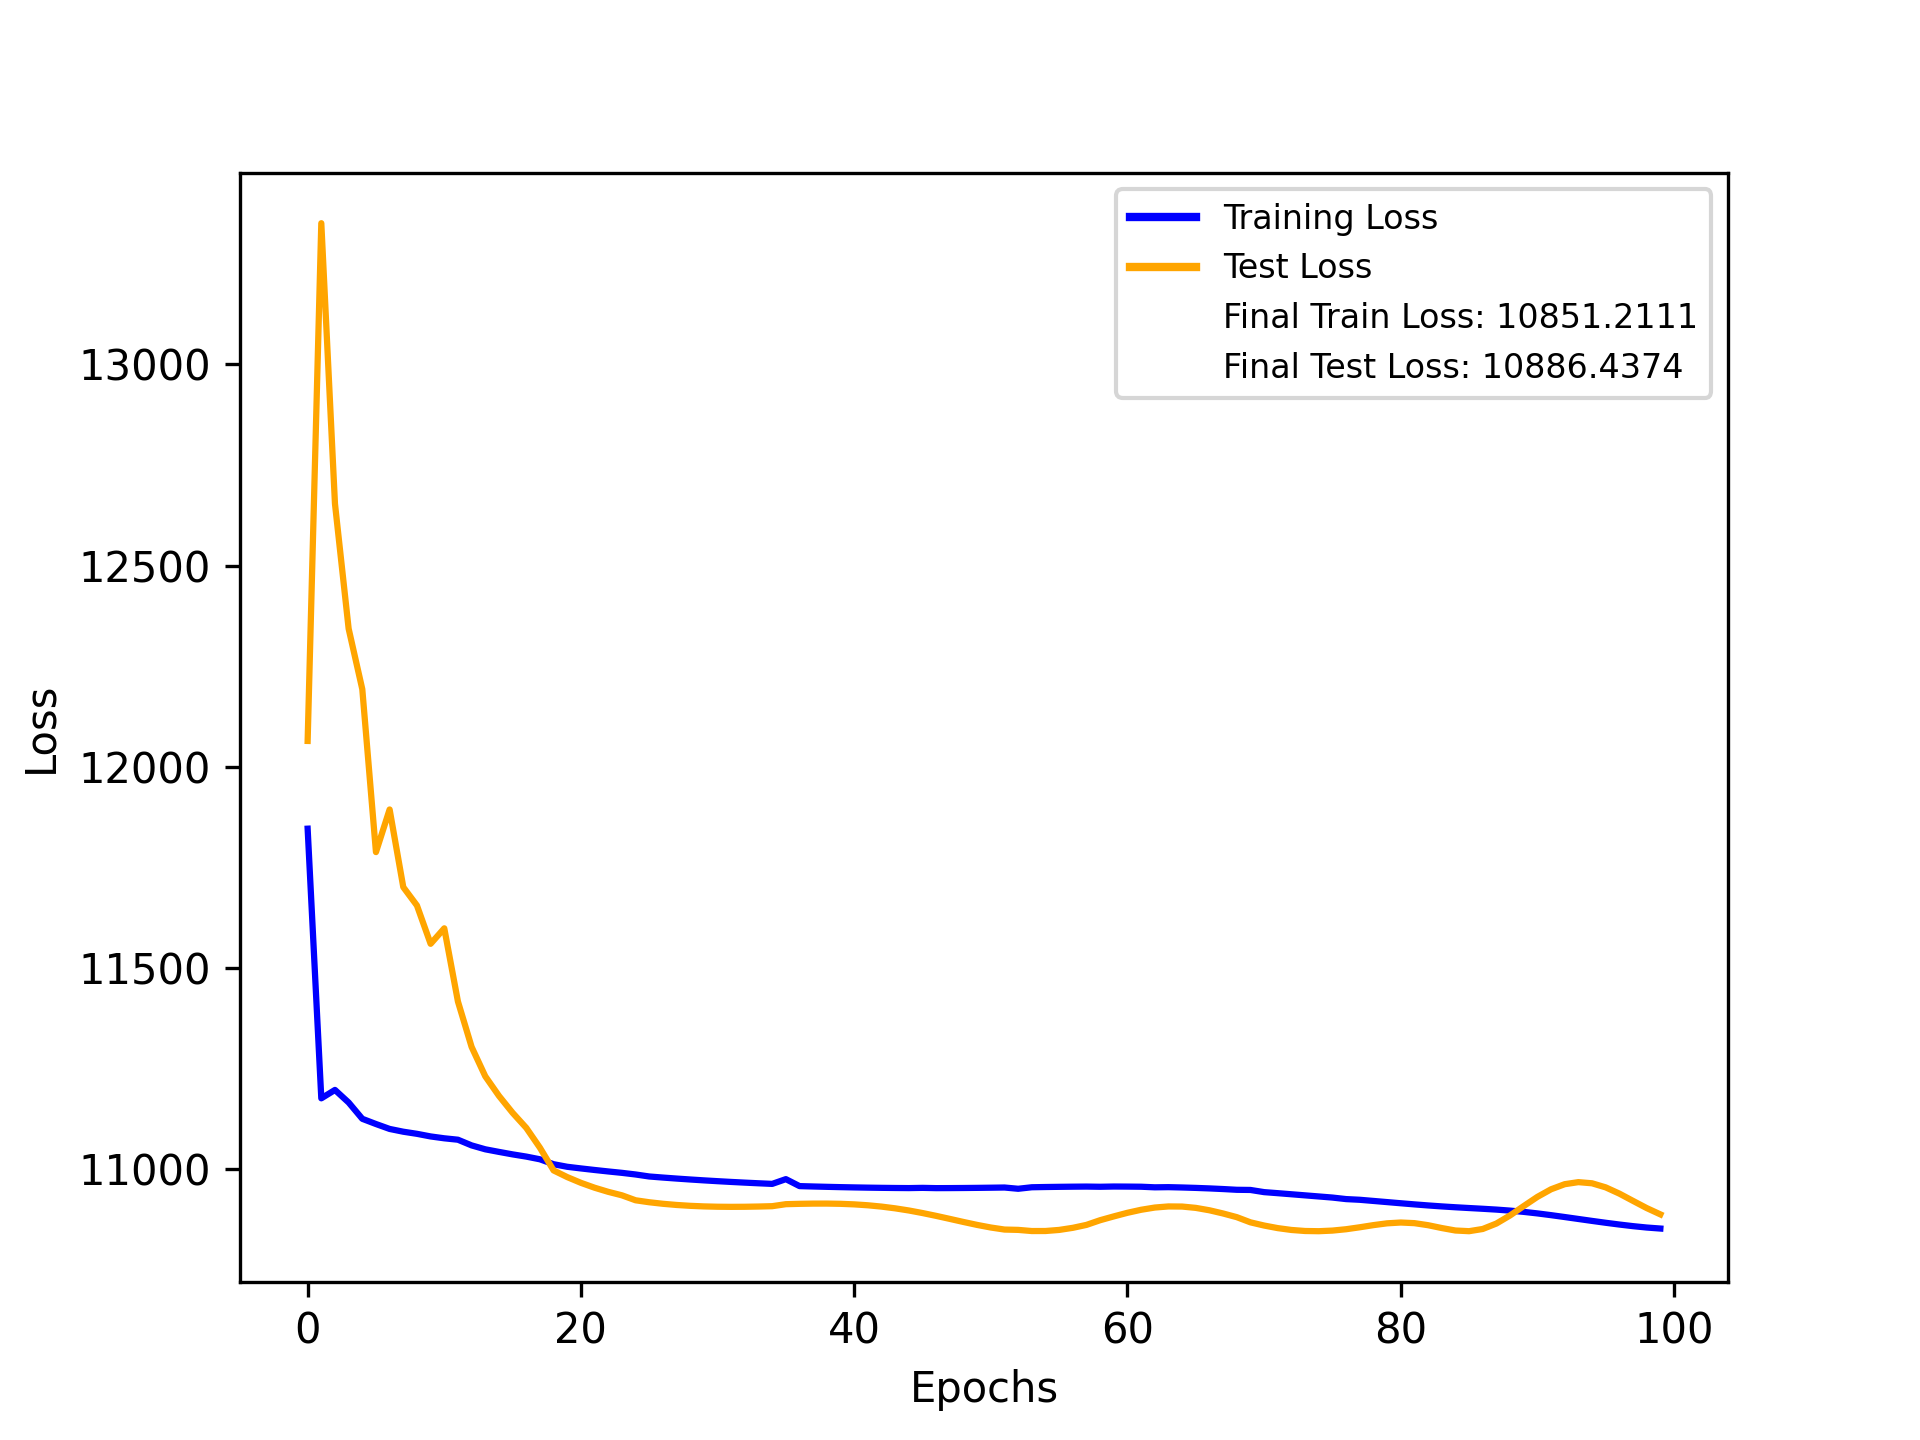 Training Loss
Test Loss
Final Train Loss: 10851.2111
Final Test Loss: 10886.4374
13000
12500
12000
11500
11000
Loss
0 20 40 60 80 100
Epochs